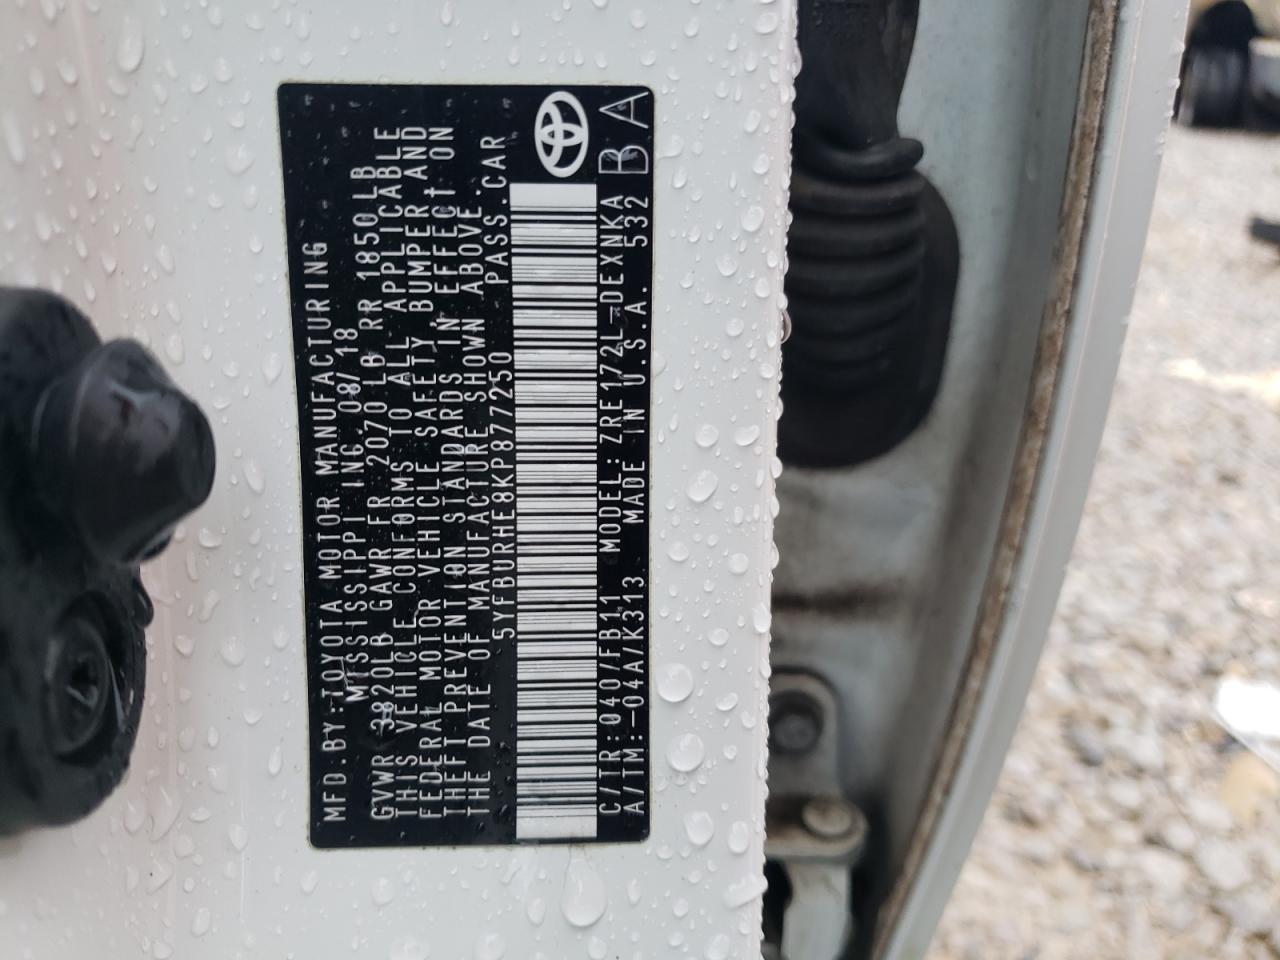 MFD.BY:TOYOTA MOTOR MANUFACTURING
MISSISSIPPI INC.08/18
GVWR 3820LB GAWR FR 2070 LB RR 1850 LB
THIS VEHICLE CONFORMS TO ALL APPLICABLE
FEDERAL MOTOR VEHICLE SAFETY, BUMPER, AND
THEFT PREVENTION STANDARDS IN EFFECT ON
THE DATE OF MANUFACTURE SHOWN ABOVE.
5YFBURHE8KP877250 PASS.CAR
C/TR:040/FB11 MODEL:ZRE172L-DEXNKA
A/TM:-04A/K313 MADE IN U.S.A. 532
BA